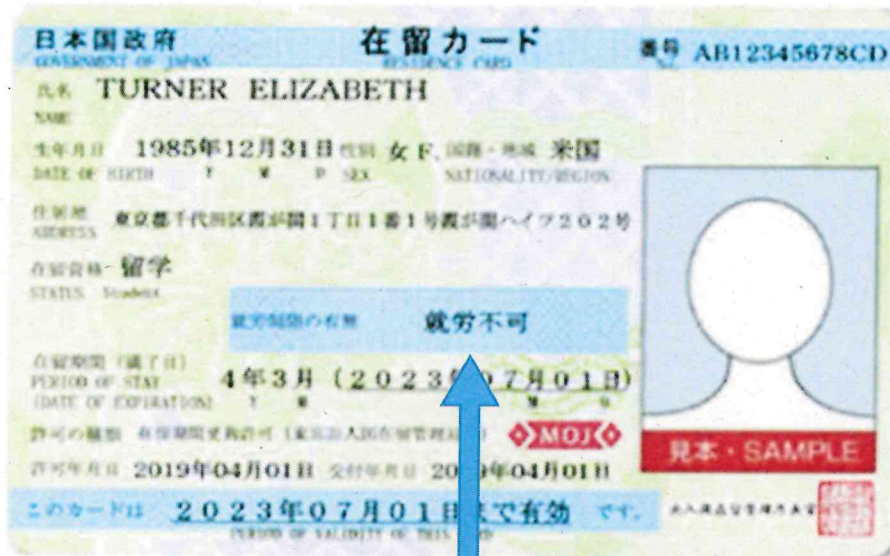 日本国政府 在留カード 番号 AB12345678CD
GOVERNMENT OF JAPAN RESIDENCE CARD
氏名 TURNER ELIZABETH
NAME
生年月日 1985年12月31日 性別 女 F. 国籍・地域 米国
DATE OF BIRTH Y M D SEX NATIONALITY/REGION
住居地 東京都千代田区霞が関1丁目1番1号霞が関ハイツ202号
ADDRESS
在留資格 留学
STATUS Student
就労制限の有無 就労不可
在留期間(満了日)
PERIOD OF STAY 4年3月(2023年07月01日)
(DATE OF EXPIRATION) Y M M D
許可の種類 在留期間更新許可
MOJ
見本・SAMPLE
許可年月日 2019年04月01日 交付年月日 04月01日
このカードは 2023年07月01日まで有効 です。
PERIOD OF VALIDITY OF THIS CARD